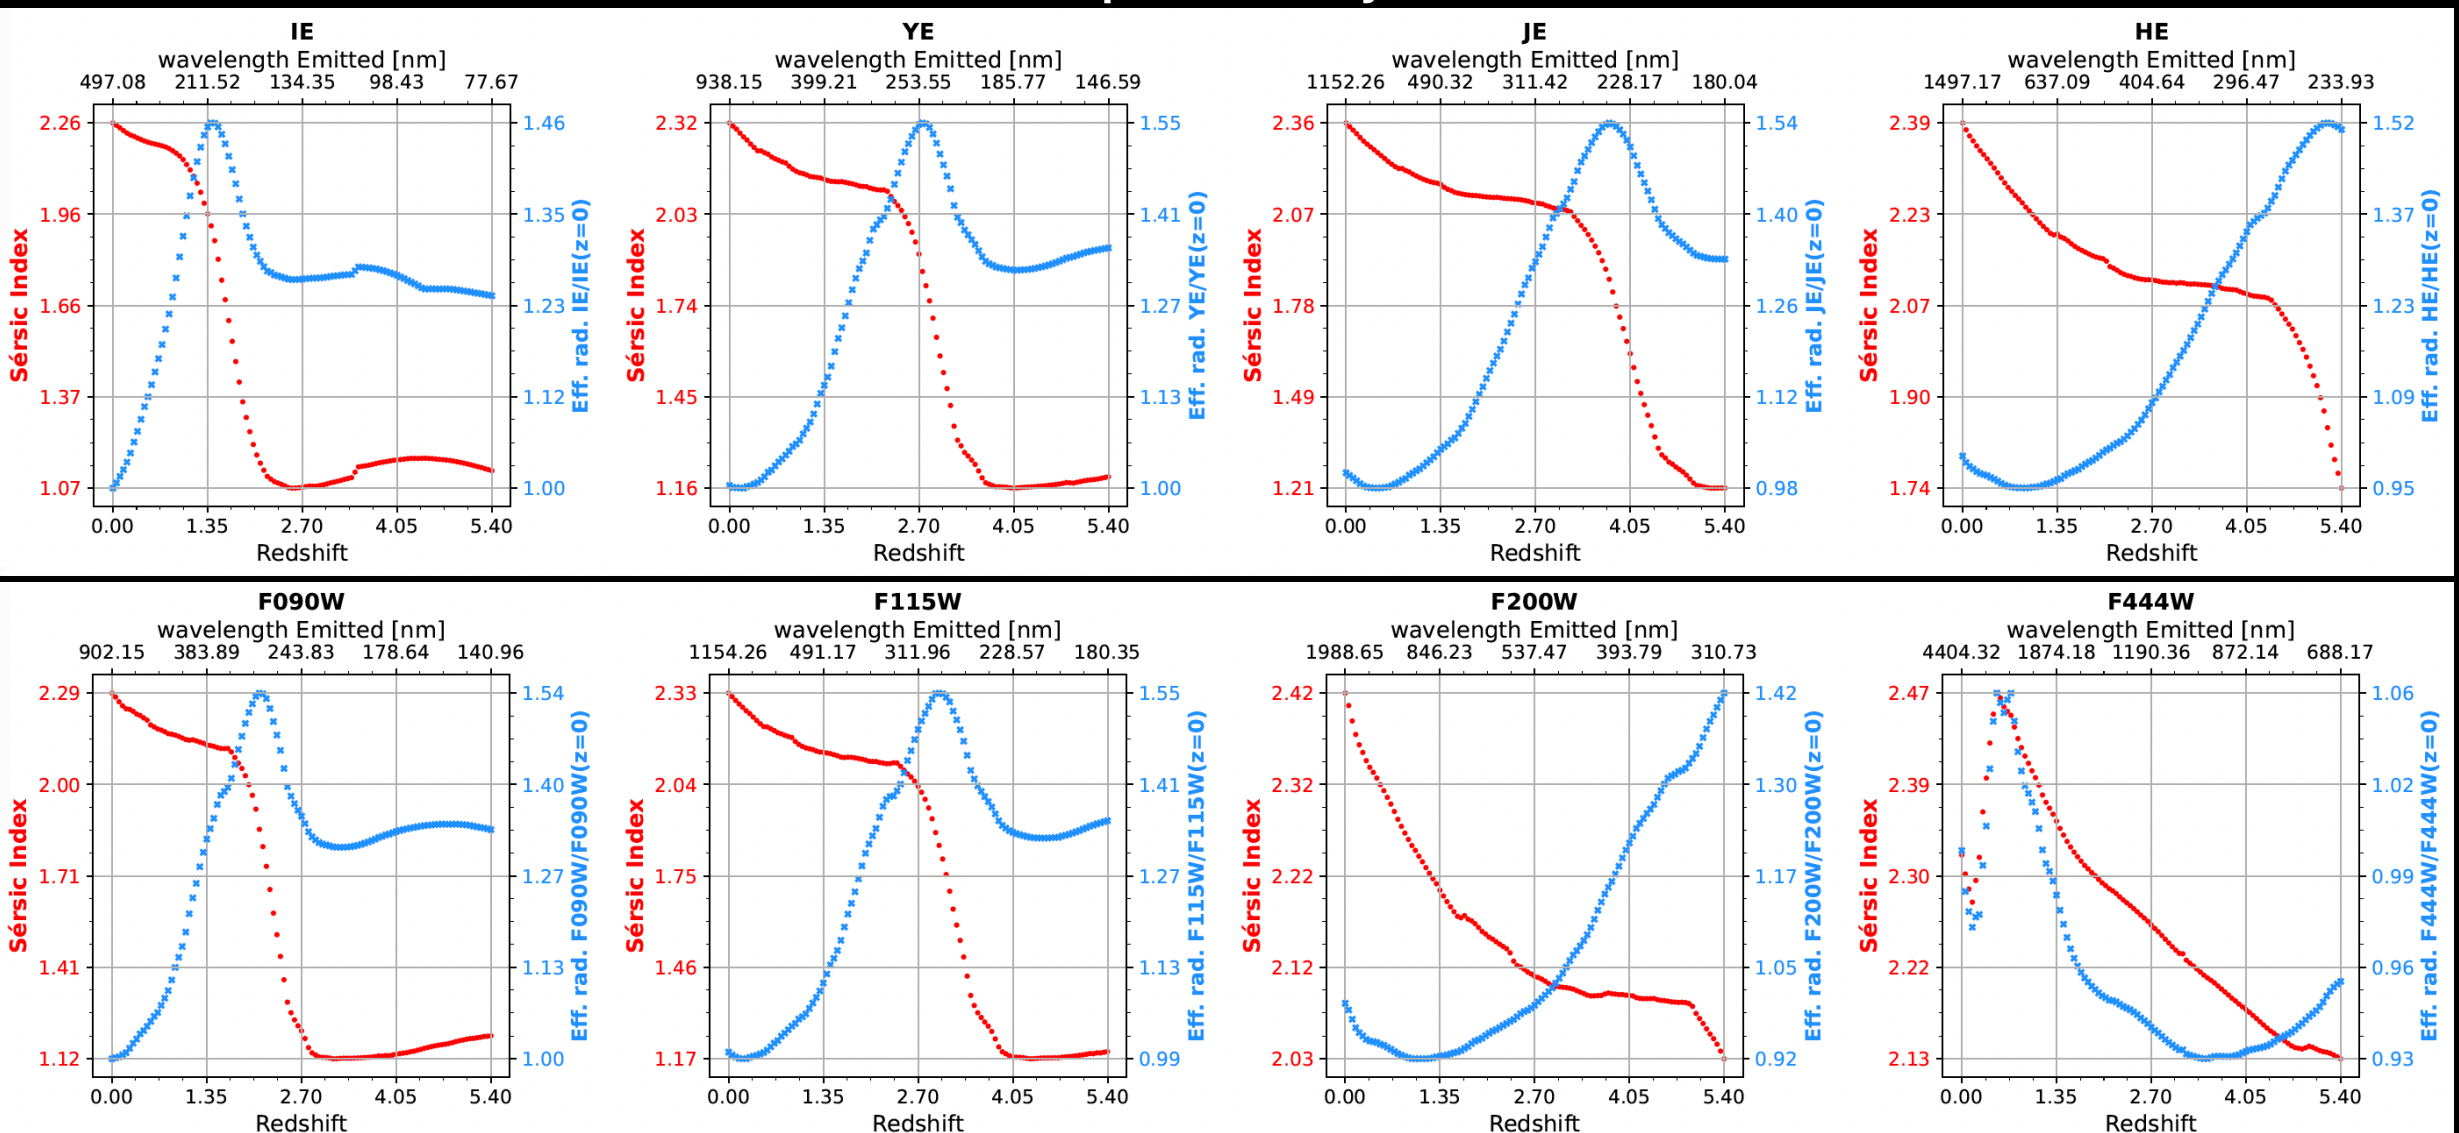 IE
wavelength Emitted [nm]
497.08 211.52 134.35 98.43 77.67
2.26
1.96
1.66
1.37
1.07
Sérsic Index
1.46
1.35
1.23
1.12
1.00
Eff. rad. IE/IE(z=0)
0.00 1.35 2.70 4.05 5.40
Redshift
YE
wavelength Emitted [nm]
938.15 399.21 253.55 185.77 146.59
2.32
2.03
1.74
1.45
1.16
Sérsic Index
1.55
1.41
1.27
1.13
1.00
Eff. rad. YE/YE(z=0)
0.00 1.35 2.70 4.05 5.40
Redshift
JE
wavelength Emitted [nm]
1152.26 490.32 311.42 228.17 180.04
2.36
2.07
1.78
1.49
1.21
Sérsic Index
1.54
1.40
1.26
1.12
0.98
Eff. rad. JE/JE(z=0)
0.00 1.35 2.70 4.05 5.40
Redshift
HE
wavelength Emitted [nm]
1497.17 637.09 404.64 296.47 233.93
2.39
2.23
2.07
1.90
1.74
Sérsic Index
1.52
1.37
1.23
1.09
0.95
Eff. rad. HE/HE(z=0)
0.00 1.35 2.70 4.05 5.40
Redshift
F090W
wavelength Emitted [nm]
902.15 383.89 243.83 178.64 140.96
2.29
2.00
1.71
1.41
1.12
Sérsic Index
1.54
1.40
1.27
1.13
1.00
Eff. rad. F090W/F090W(z=0)
0.00 1.35 2.70 4.05 5.40
Redshift
F115W
wavelength Emitted [nm]
1154.26 491.17 311.96 228.57 180.35
2.33
2.04
1.75
1.46
1.17
Sérsic Index
1.55
1.41
1.27
1.13
0.99
Eff. rad. F115W/F115W(z=0)
0.00 1.35 2.70 4.05 5.40
Redshift
F200W
wavelength Emitted [nm]
1988.65 846.23 537.47 393.79 310.73
2.42
2.32
2.22
2.12
2.03
Sérsic Index
1.42
1.30
1.17
1.05
0.92
Eff. rad. F200W/F200W(z=0)
0.00 1.35 2.70 4.05 5.40
Redshift
F444W
wavelength Emitted [nm]
4404.32 1874.18 1190.36 872.14 688.17
2.47
2.39
2.30
2.22
2.13
Sérsic Index
1.06
1.02
0.99
0.96
0.93
Eff. rad. F444W/F444W(z=0)
0.00 1.35 2.70 4.05 5.40
Redshift